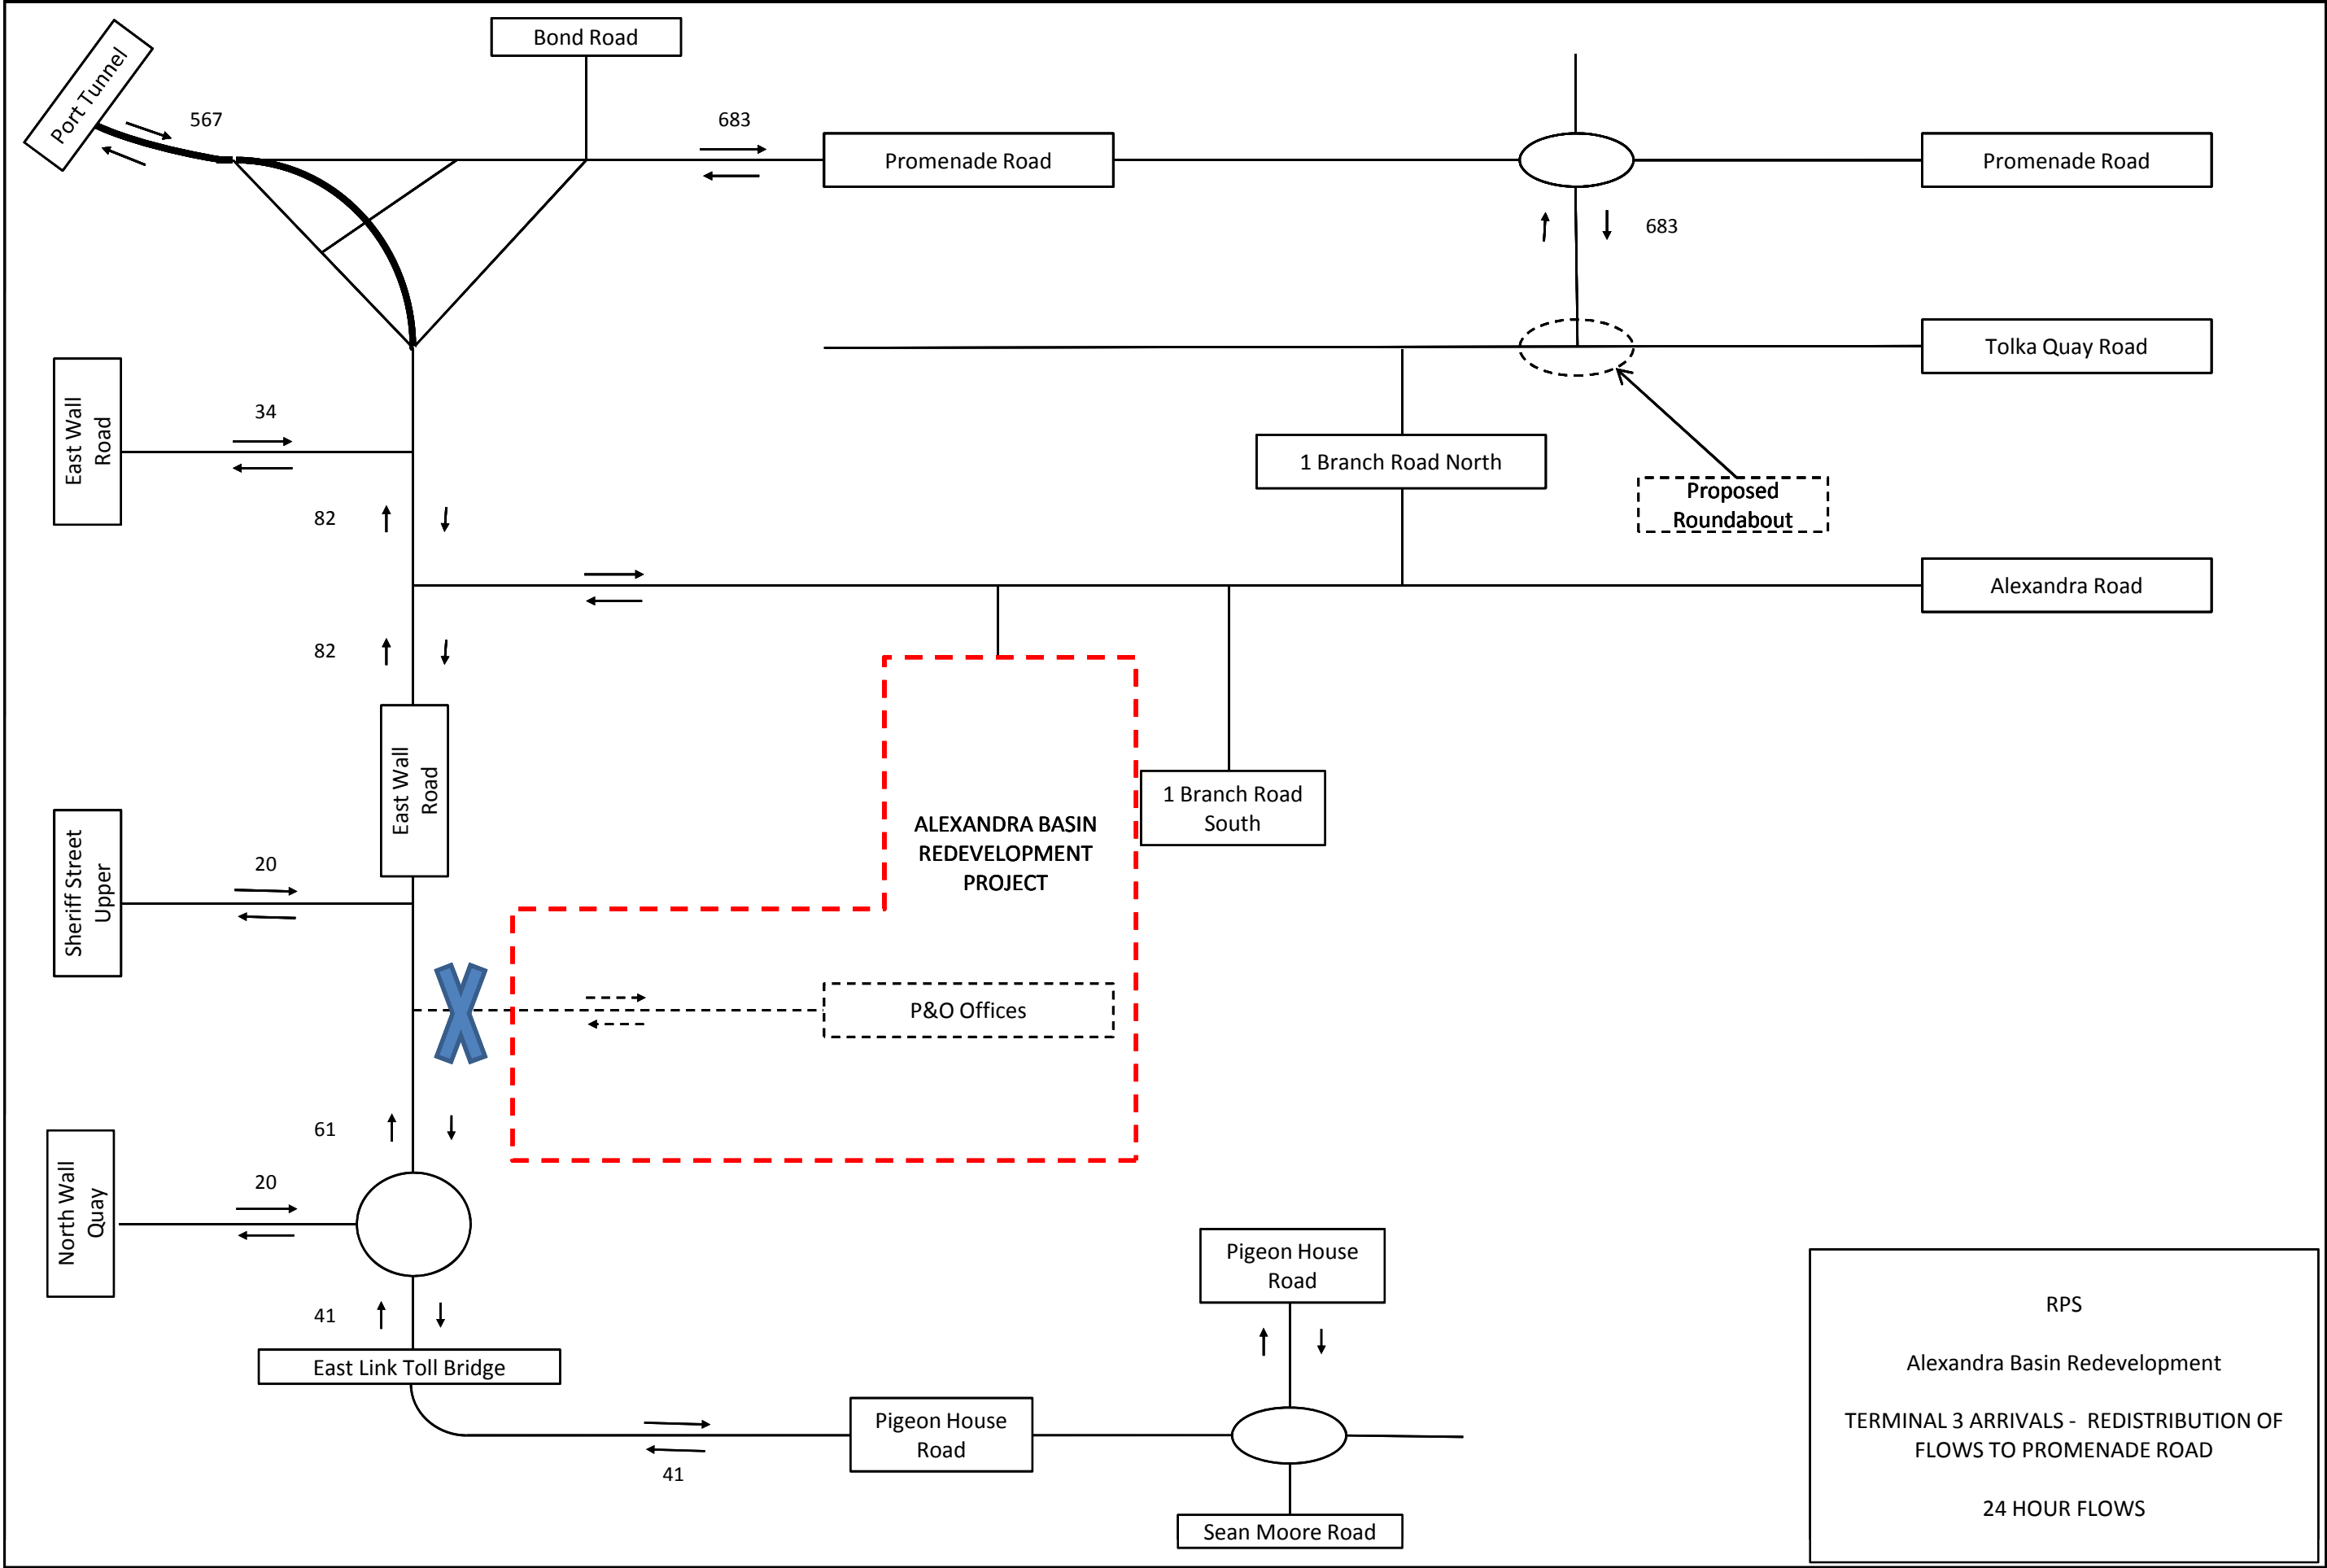 Bond Road
Port Tunnel
567
683
Promenade Road
Promenade Road
683
Tolka Quay Road
East Wall
Road
34
1 Branch Road North
Proposed
Roundabout
82
Alexandra Road
82
East Wall
Road
1 Branch Road
South
ALEXANDRA BASIN
REDEVELOPMENT
PROJECT
Sheriff Street
Upper
20
P&O Offices
61
North Wall
Quay
20
Pigeon House
Road
41
East Link Toll Bridge
Pigeon House
Road
41
Sean Moore Road
RPS
Alexandra Basin Redevelopment
TERMINAL 3 ARRIVALS - REDISTRIBUTION OF
FLOWS TO PROMENADE ROAD
24 HOUR FLOWS